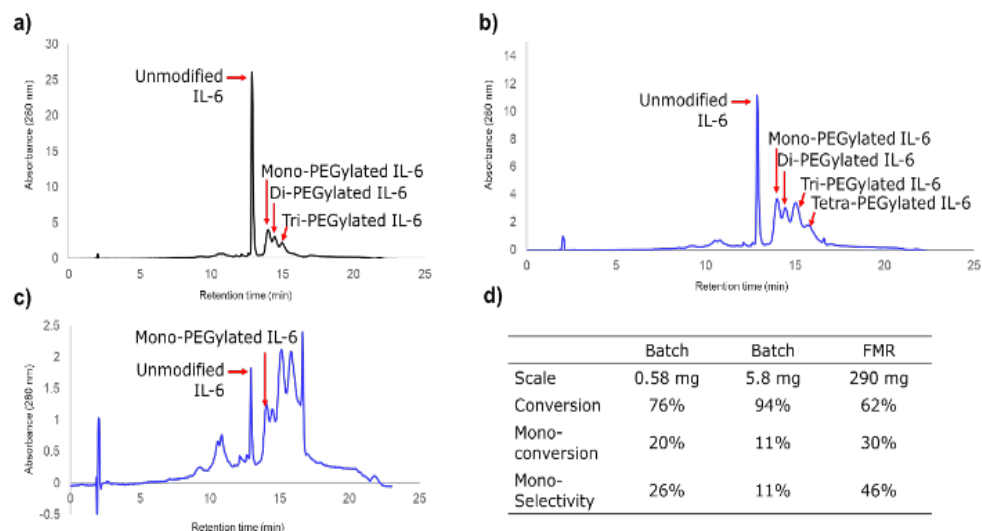 a)
30
25
20
15
10
5
0
0 5 10 15 20 25
Absorbance (280 nm)
Retention time (min)
Unmodified
IL-6
Mono-PEGylated IL-6
Di-PEGylated IL-6
Tri-PEGylated IL-6
b)
14
12
10
8
6
4
2
0
0 5 10 15 20 25
Absorbance (280 nm)
Retention time (min)
Unmodified
IL-6
Mono-PEGylated IL-6
Di-PEGylated IL-6
Tri-PEGylated IL-6
Tetra-PEGylated IL-6
c)
2.5
2
1.5
1
0.5
0
-0.5
0 5 10 15 20 25
Absorbance (280 nm)
Retention time (min)
Mono-PEGylated IL-6
Unmodified
IL-6
d)
Batch Batch FMR
Scale 0.58 mg 5.8 mg 290 mg
Conversion 76% 94% 62%
Mono-
conversion 20% 11% 30%
Mono-
Selectivity 26% 11% 46%